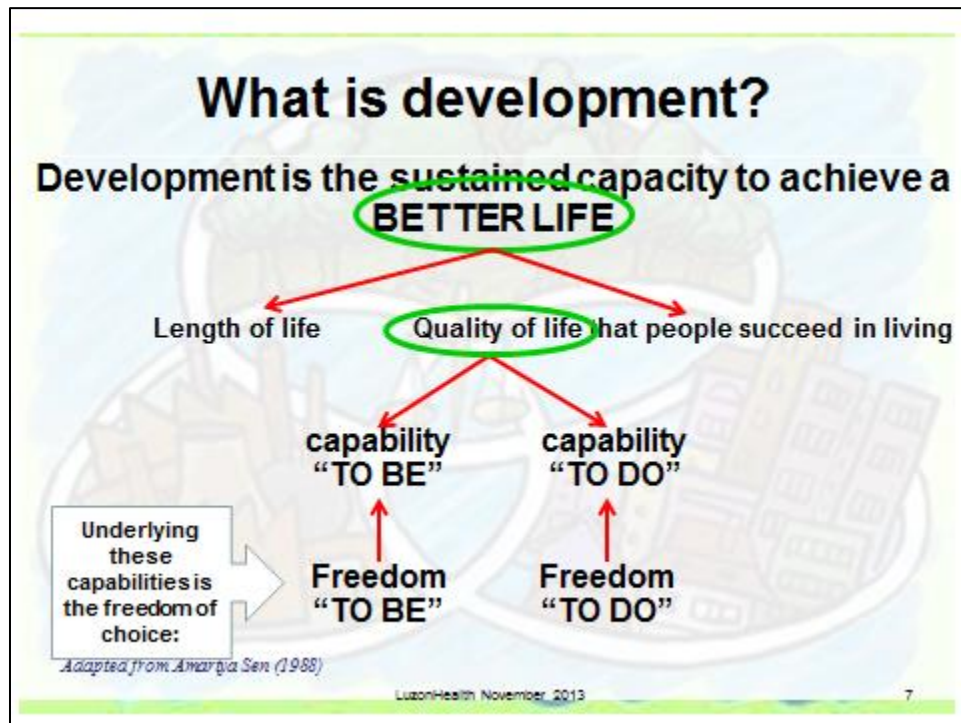 What is development?
Development is the sustained capacity to achieve a
BETTER LIFE
Length of life
Quality of life that people succeed in living
capability
“TO BE”
capability
“TO DO”
Underlying
these
capabilities is
the freedom of
choice:
Freedom
“TO BE”
Freedom
“TO DO”
Adapted from Amartya Sen (1988)
LuzonHealth November 2013
7